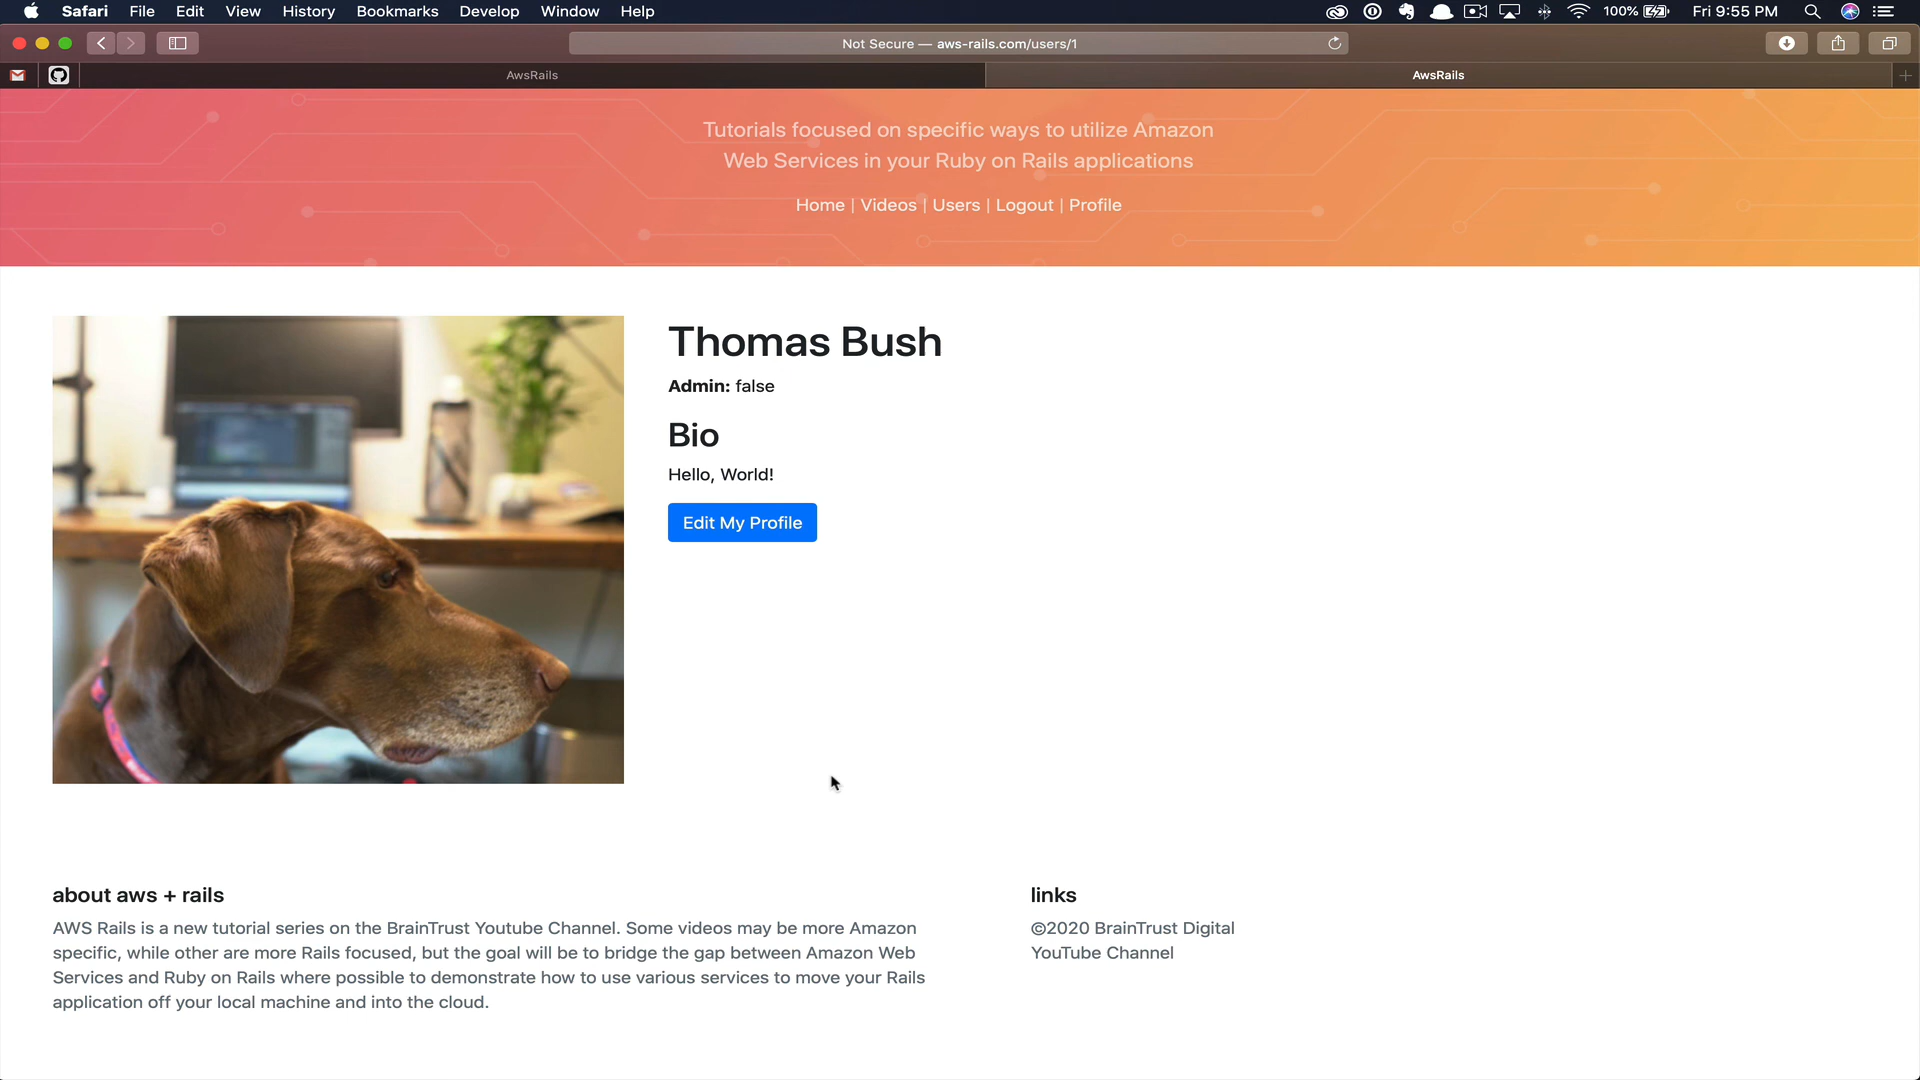 Safari File Edit View History Bookmarks Develop Window Help 100% Fri 9:55 PM
Not Secure — aws-rails.com/users/1
AwsRails AwsRails
Tutorials focused on specific ways to utilize Amazon
Web Services in your Ruby on Rails applications
Home | Videos | Users | Logout | Profile
Thomas Bush
Admin: false
Bio
Hello, World!
Edit My Profile
about aws + rails
AWS Rails is a new tutorial series on the BrainTrust Youtube Channel. Some videos may be more Amazon
specific, while other are more Rails focused, but the goal will be to bridge the gap between Amazon Web
Services and Ruby on Rails where possible to demonstrate how to use various services to move your Rails
application off your local machine and into the cloud.
links
©2020 BrainTrust Digital
YouTube Channel